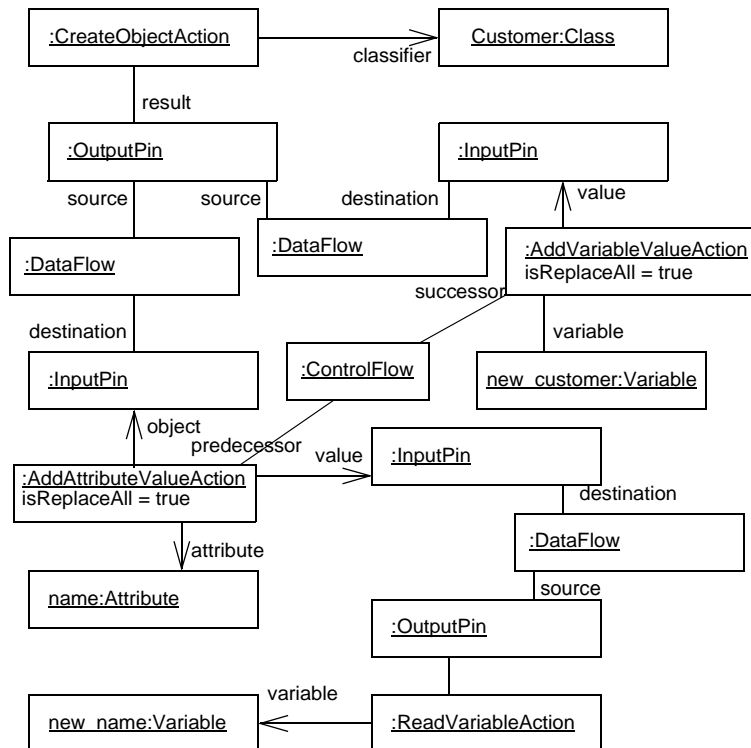 :CreateObjectAction
Customer:Class
classifier
result
:OutputPin
:InputPin
source
source
destination
value
:DataFlow
:DataFlow
:AddVariableValueAction
isReplaceAll = true
successor
destination
variable
:InputPin
:ControlFlow
new_customer:Variable
object
predecessor
value
:InputPin
:AddAttributeValueAction
isReplaceAll = true
destination
attribute
:DataFlow
name:Attribute
source
:OutputPin
variable
new_name:Variable
:ReadVariableAction